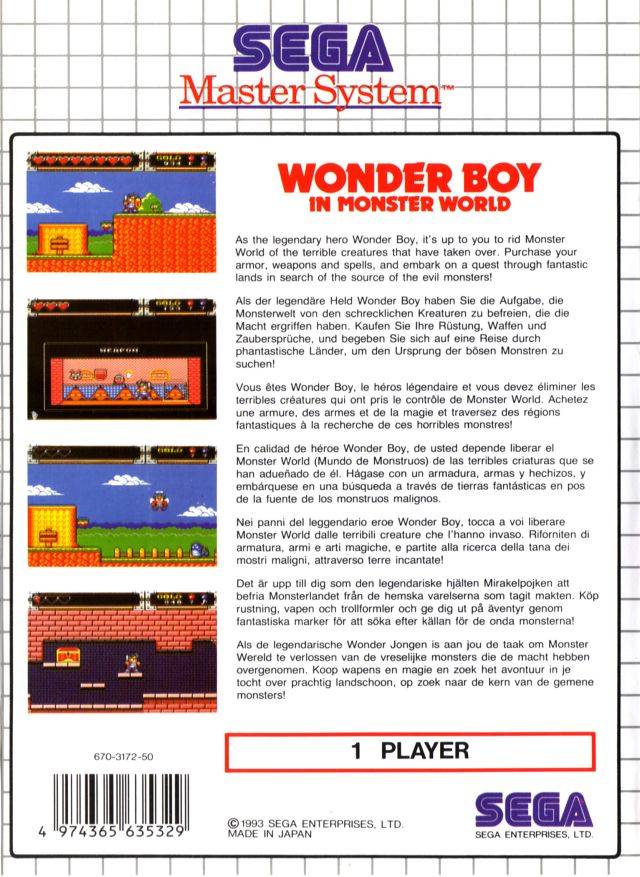 SEGA
Master System™
WONDER BOY
IN MONSTER WORLD
As the legendary hero Wonder Boy, it's up to you to rid Monster
World of the terrible creatures that have taken over. Purchase your
armor, weapons and spells, and embark on a quest through fantastic
lands in search of the source of the evil monsters!
Als der legendäre Held Wonder Boy haben Sie die Aufgabe, die
Monsterwelt von den schrecklichen Kreaturen zu befreien, die die
Macht ergriffen haben. Kaufen Sie Ihre Rüstung, Waffen und
Zaubersprüche, und begeben Sie sich auf eine Reise durch
phantastische Länder, um den Ursprung der bösen Monstren zu
suchen!
Vous êtes Wonder Boy, le héros légendaire et vous devez éliminer les
terribles créatures qui ont pris le contrôle de Monster World. Achetez
une armure, des armes et de la magie et traversez des régions
fantastiques à la recherche de ces horribles monstres!
En calidad de héroe Wonder Boy, de usted depende liberar el
Monster World (Mundo de Monstruos) de las terribles criaturas que se
han adueñado de él. Hágase con un armadura, armas y hechizos, y
embárquese en una búsqueda a través de tierras fantásticas en pos
de la fuente de los monstruos malignos.
Nei panni del leggendario eroe Wonder Boy, tocca a voi liberare
Monster World dalle terribili creature che l'hanno invaso. Riforniten di
armatura, armi e arti magiche, e partite alla ricerca della tana dei
mostri maligni, attraverso terre incantate!
Det är upp till dig som den legendariske hjälten Mirakelpojken att
befria Monsterlandet från de hemska varelserna som tagit makten. Köp
rustning, vapen och trollformler och ge dig ut på äventyr genom
fantastiska marker för att söka efter källan för de onda monsterna!
Als de legendarische Wonder Jongen is aan jou de taak om Monster
Wereld te verlossen van de vreselijke monsters die de macht hebben
overgenomen. Koop wapens en magie en zoek het avontuur in je
tocht over prachtig landschoon, op zoek naar de kern van de gemene
monsters!
GOLD
GOLD
WEAPON
GOLD
GOLD
1 PLAYER
670-3172-50
4 974365 635329
©1993 SEGA ENTERPRISES, LTD.
MADE IN JAPAN
SEGA
SEGA ENTERPRISES, LTD.